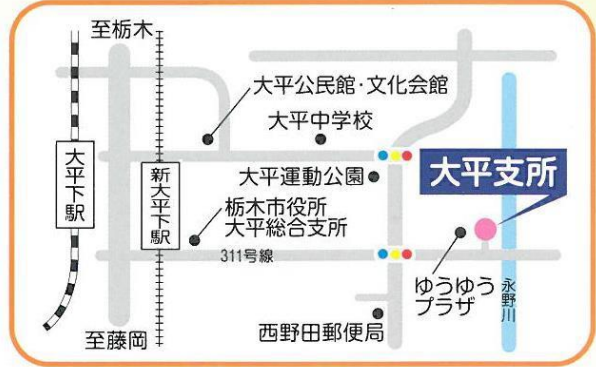 至栃木
大平公民館・文化会館
大平中学校
大平下駅
新大平下駅
大平運動公園
大平支所
栃木市役所
大平総合支所
311号線
ゆうゆう
プラザ
永野川
西野田郵便局
至藤岡